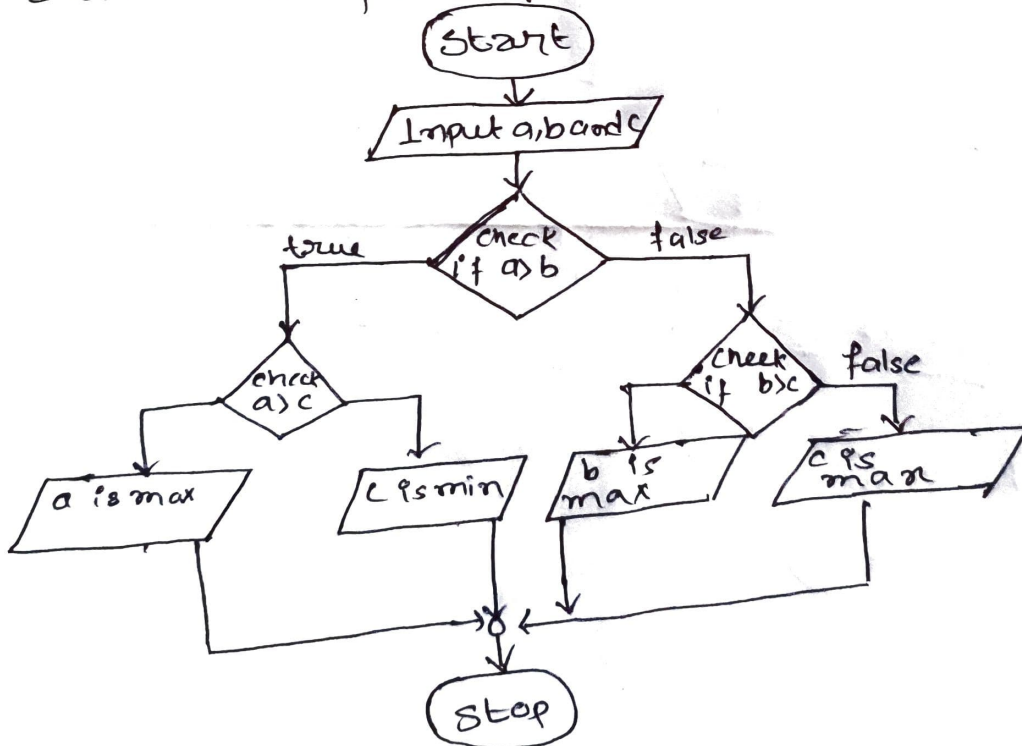 Start
Input a,b and c
check
if a>b
true
false
check
a>c
check
if b>c
false
a is max
c is min
b is
max
c is
max
Stop